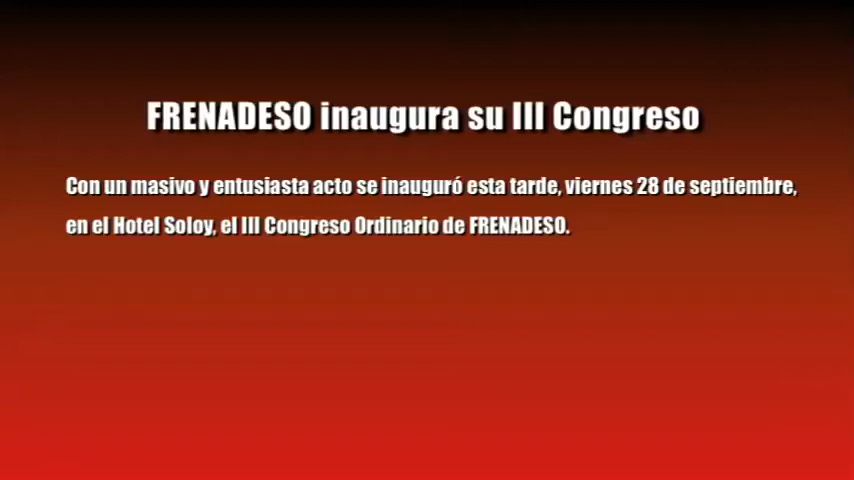 FRENADESO inaugura su III Congreso
Con un masivo y entusiasta acto se inauguró esta tarde, viernes 28 de septiembre,
en el Hotel Soloy, el III Congreso Ordinario de FRENADESO.